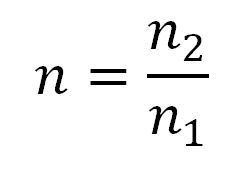 n = n₂/n₁